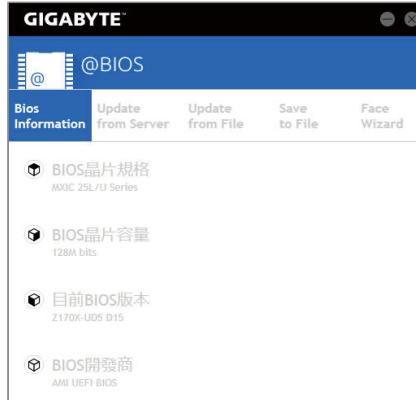 GIGABYTE™
@BIOS
@
Bios Information
Update from Server
Update from File
Save to File
Face Wizard
BIOS晶片規格
MXIC 25L/U Series
BIOS晶片容量
128M bits
目前BIOS版本
Z170X-UD5 D15
BIOS開發商
AMI UEFI BIOS